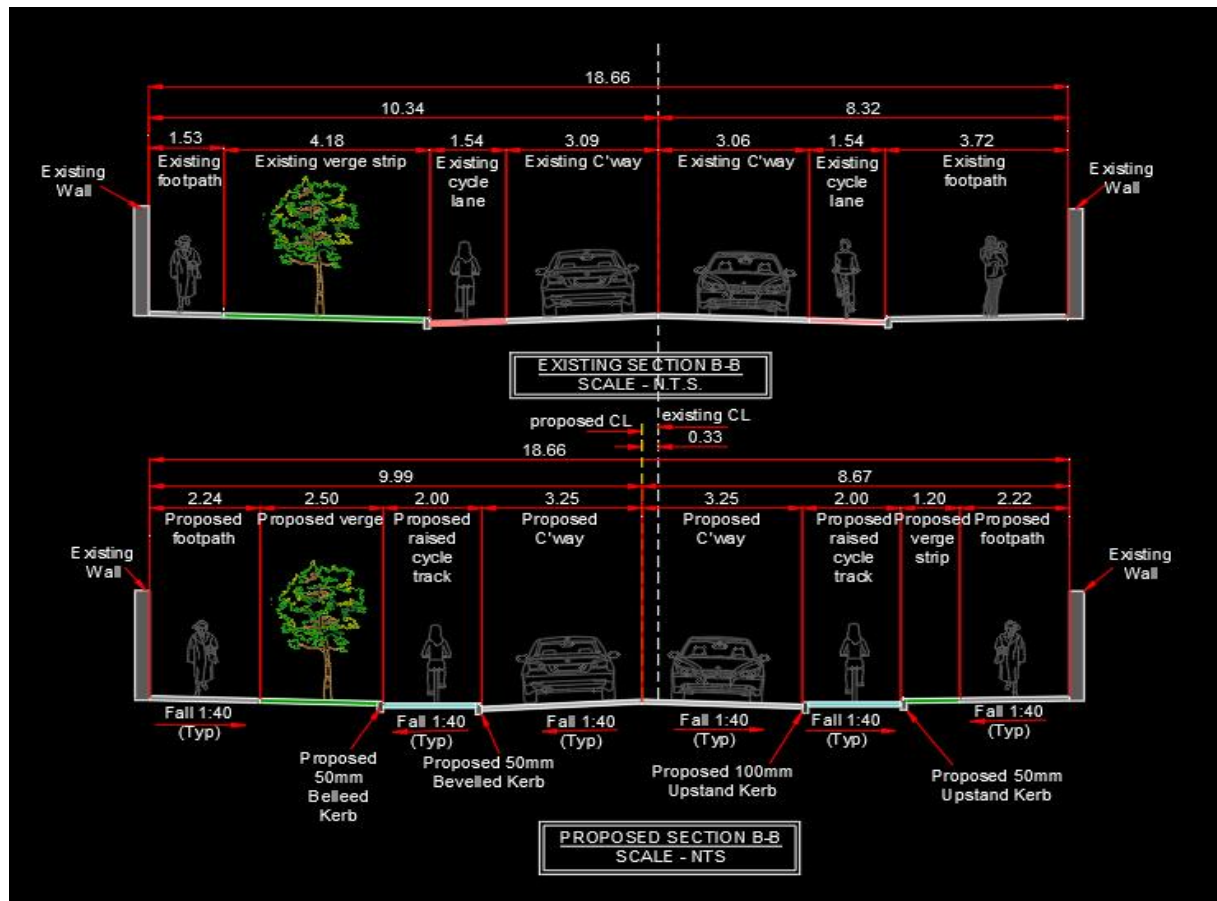 18.66
10.34
8.32
1.53
4.18
1.54
3.09
3.06
1.54
3.72
Existing
footpath
Existing verge strip
Existing
cycle
lane
Existing C'way
Existing C'way
Existing
cycle
lane
Existing
footpath
Existing
Wall
Existing
Wall
EXISTING SECTION B-B
SCALE - N.T.S.
proposed CL
existing CL
0.33
18.66
9.99
8.67
2.24
2.50
2.00
3.25
3.25
2.00
1.20
2.22
Proposed
footpath
Proposed verge
Proposed
raised
cycle
track
Proposed
C'way
Proposed
C'way
Proposed
raised
cycle
track
Proposed
verge
strip
Proposed
footpath
Existing
Wall
Existing
Wall
Fall 1:40
(Typ)
Fall 1:40
(Typ)
Fall 1:40
(Typ)
Fall 1:40
(Typ)
Fall 1:40
(Typ)
Fall 1:40
(Typ)
Proposed
50mm
Belleed
Kerb
Proposed 50mm
Bevelled Kerb
Proposed 100mm
Upstand Kerb
Proposed 50mm
Upstand Kerb
PROPOSED SECTION B-B
SCALE - NTS